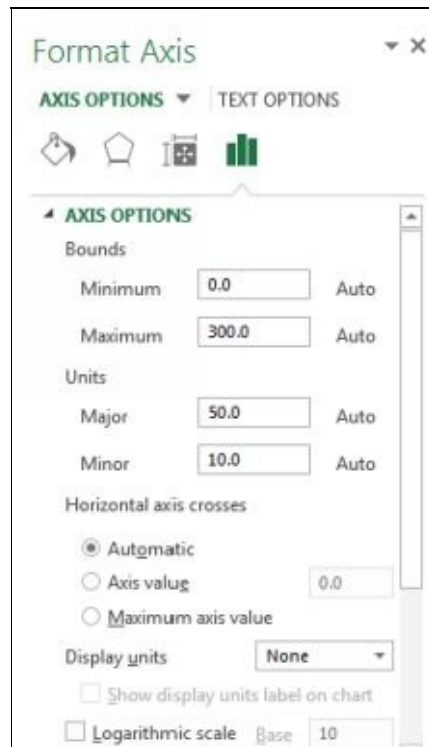 Format Axis
AXIS OPTIONS TEXT OPTIONS
AXIS OPTIONS
Bounds
Minimum 0.0 Auto
Maximum 300.0 Auto
Units
Major 50.0 Auto
Minor 10.0 Auto
Horizontal axis crosses
Automatic
Axis value 0.0
Maximum axis value
Display units None
Show display units label on chart
Logarithmic scale Base 10